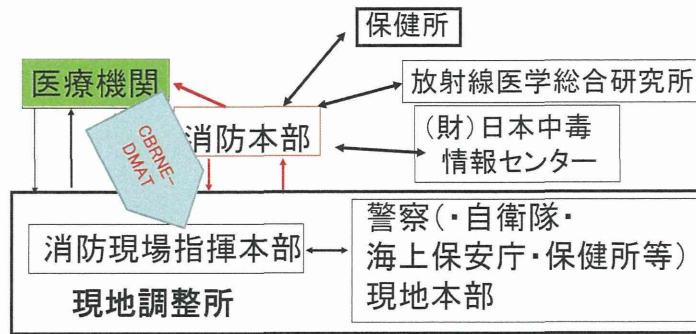 保健所
医療機関
放射線医学総合研究所
CBRNE-
DMAT
消防本部
(財)日本中毒
情報センター
消防現場指揮本部
警察(・自衛隊・
海上保安庁・保健所等)
現地本部
現地調整所